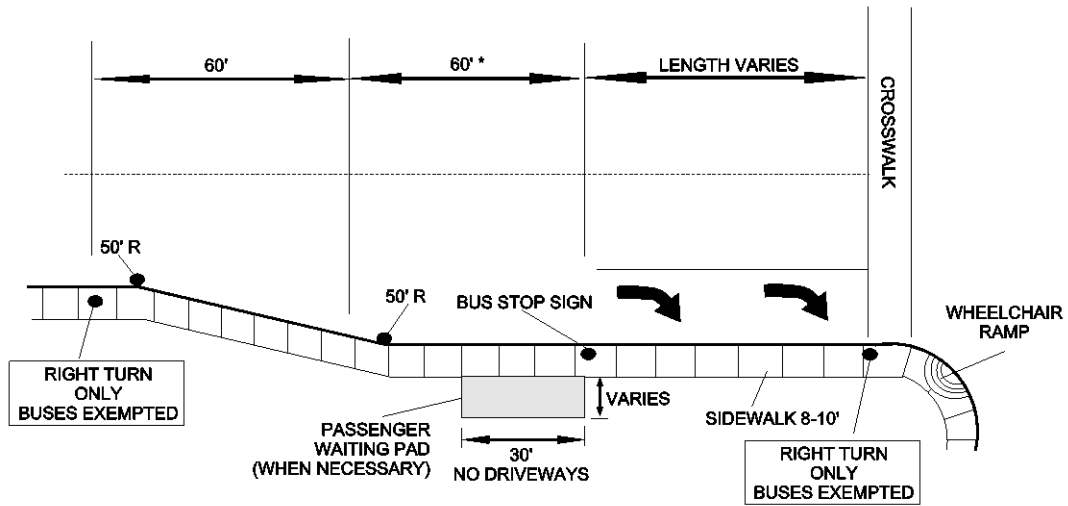 60'
60' *
LENGTH VARIES
CROSSWALK
50' R
50' R
BUS STOP SIGN
WHEELCHAIR
RAMP
RIGHT TURN
ONLY
BUSES EXEMPTED
VARIES
SIDEWALK 8-10'
PASSENGER
WAITING PAD
(WHEN NECESSARY)
30'
NO DRIVEWAYS
RIGHT TURN
ONLY
BUSES EXEMPTED